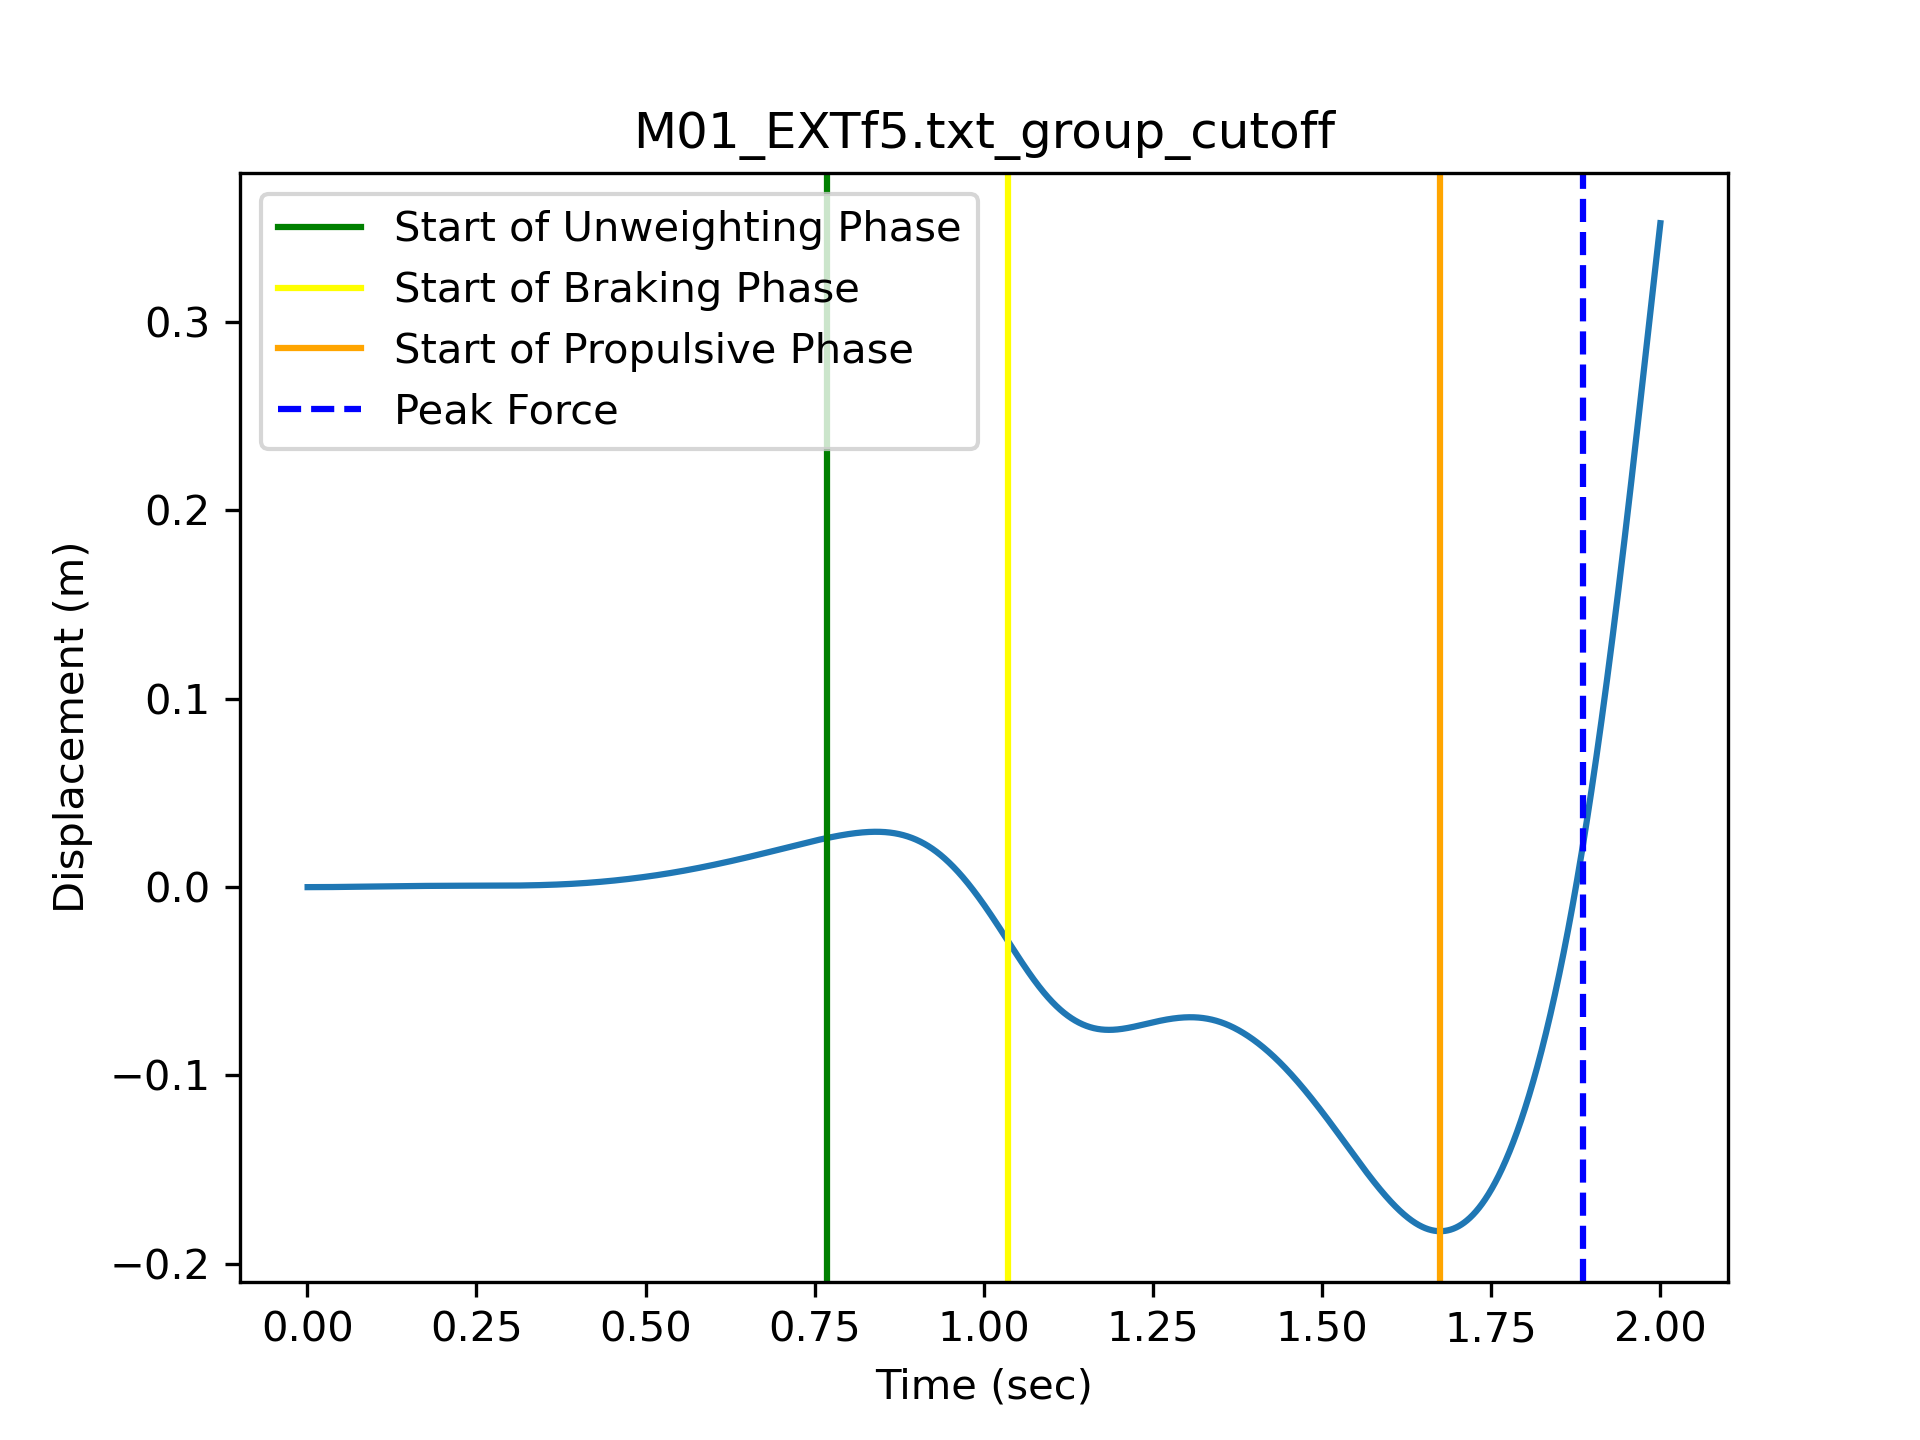 M01_EXTf5.txt_group_cutoff
Start of Unweighting Phase
Start of Braking Phase
Start of Propulsive Phase
Peak Force
Displacement (m)
0.3
0.2
0.1
0.0
−0.1
−0.2
0.00 0.25 0.50 0.75 1.00 1.25 1.50 1.75 2.00
Time (sec)